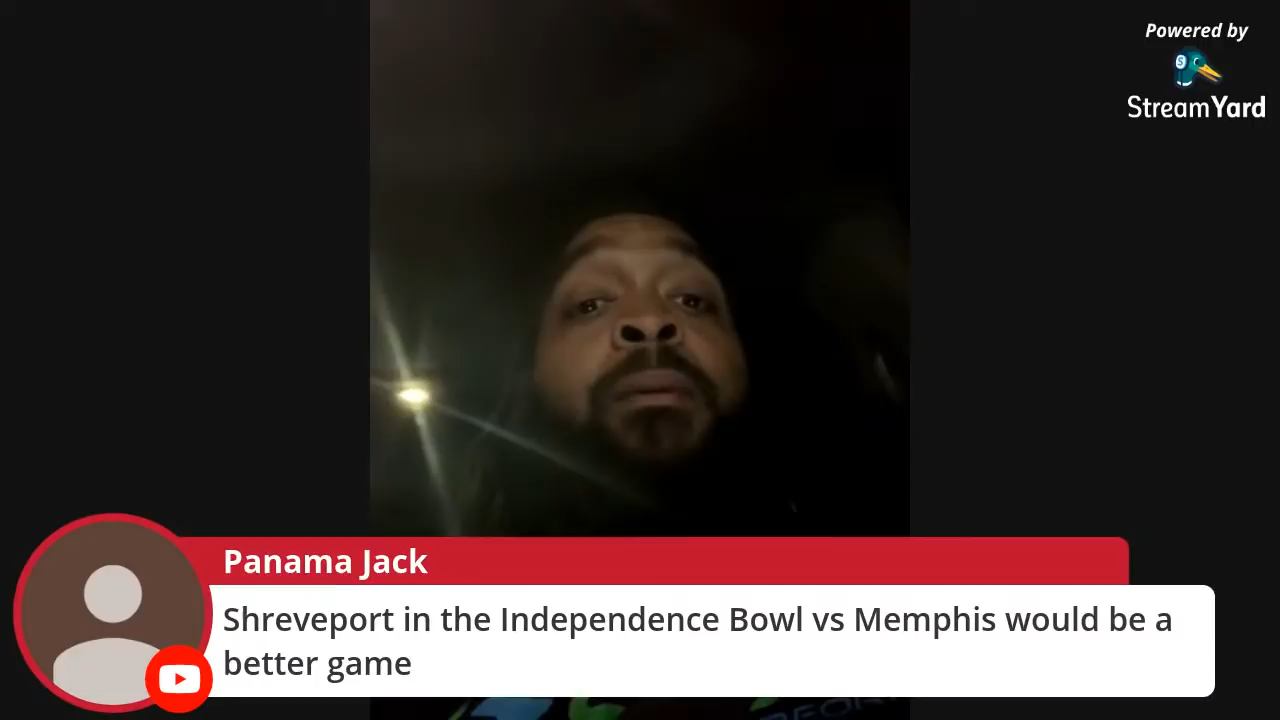 Powered by
StreamYard
Panama Jack
Shreveport in the Independence Bowl vs Memphis would be a
better game